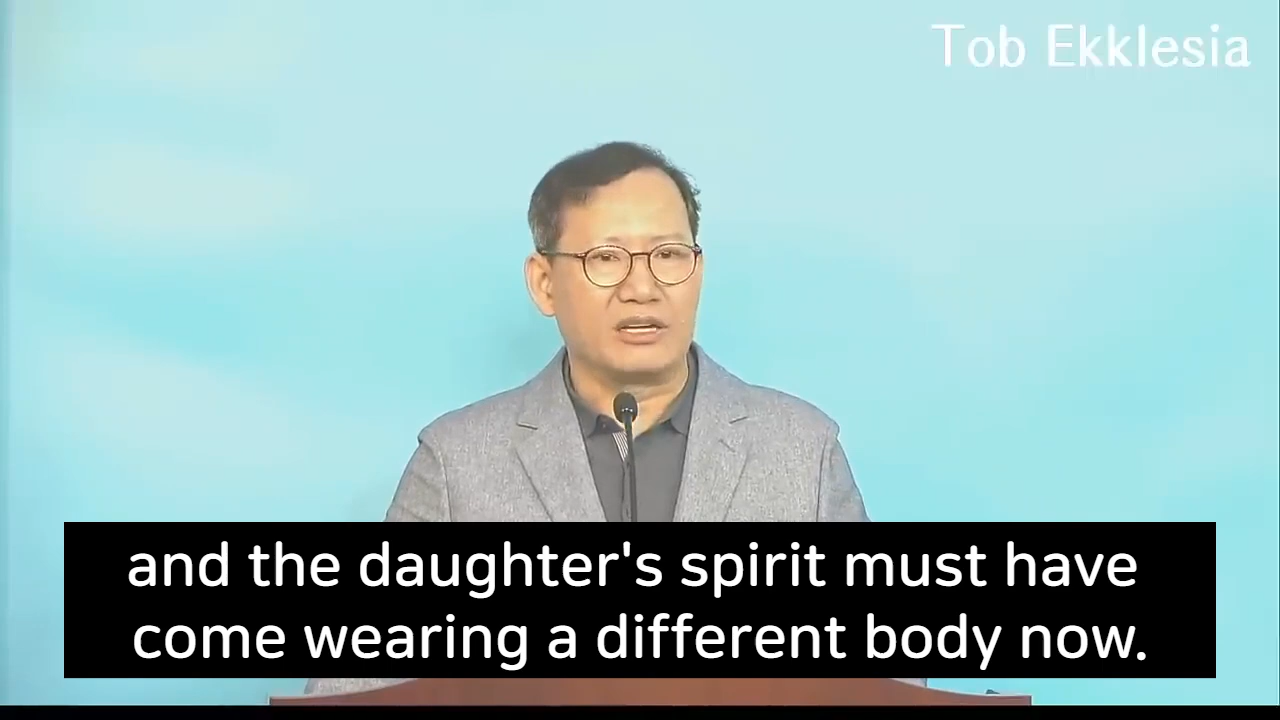 Tob Ekklesia
and the daughter's spirit must have
come wearing a different body now.